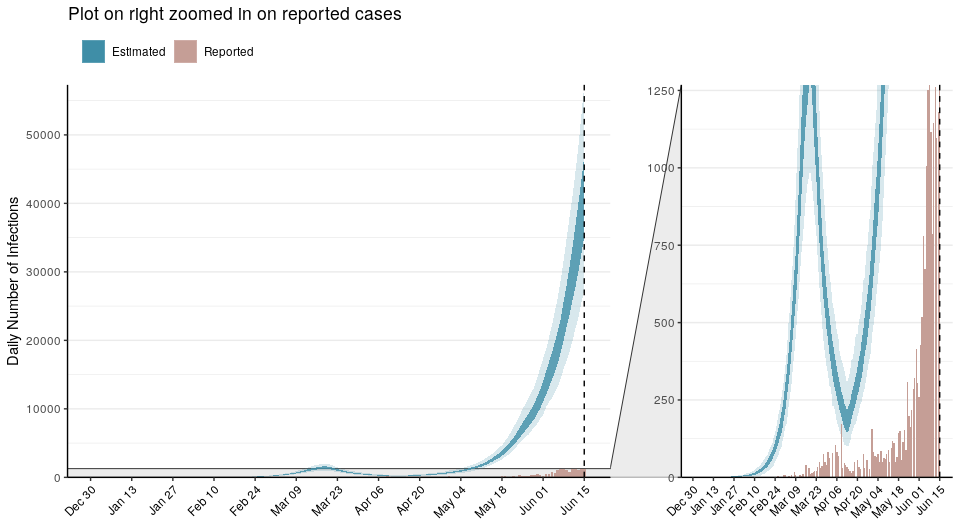 Plot on right zoomed in on reported cases
Estimated Reported
Daily Number of Infections
50000
40000
30000
20000
10000
0
Dec 30 Jan 13 Jan 27 Feb 10 Feb 24 Mar 09 Mar 23 Apr 06 Apr 20 May 04 May 18 Jun 01 Jun 15
1250
1000
750
500
250
0
Dec 30 Jan 13 Jan 27 Feb 10 Feb 24 Mar 09 Mar 23 Apr 06 Apr 20 May 04 May 18 Jun 01 Jun 15